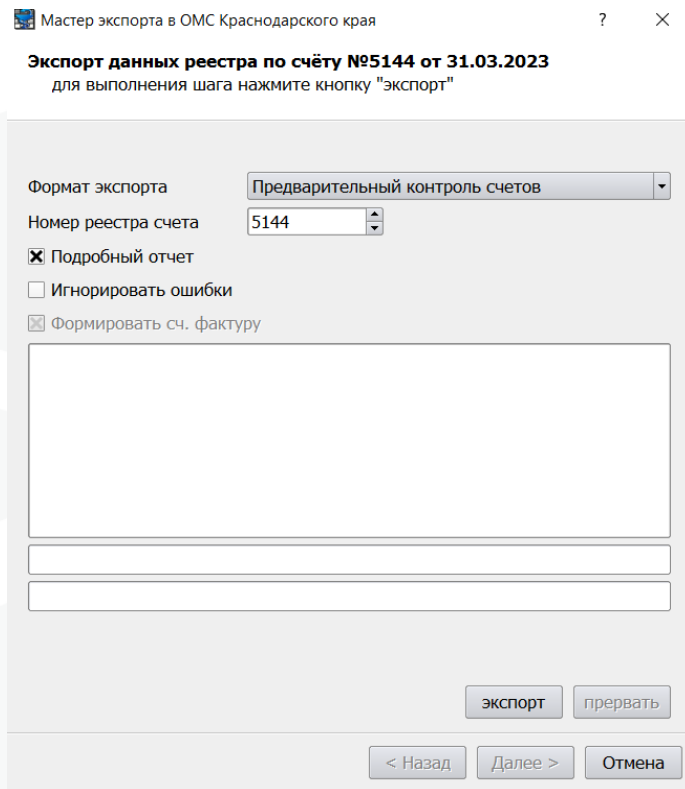 Мастер экспорта в ОМС Краснодарского края ?
Экспорт данных реестра по счёту №5144 от 31.03.2023
для выполнения шага нажмите кнопку "экспорт"
Формат экспорта Предварительный контроль счетов
Номер реестра счета 5144
Подробный отчет
Игнорировать ошибки
Формировать сч. фактуру
экспорт прервать
< Назад Далее > Отмена